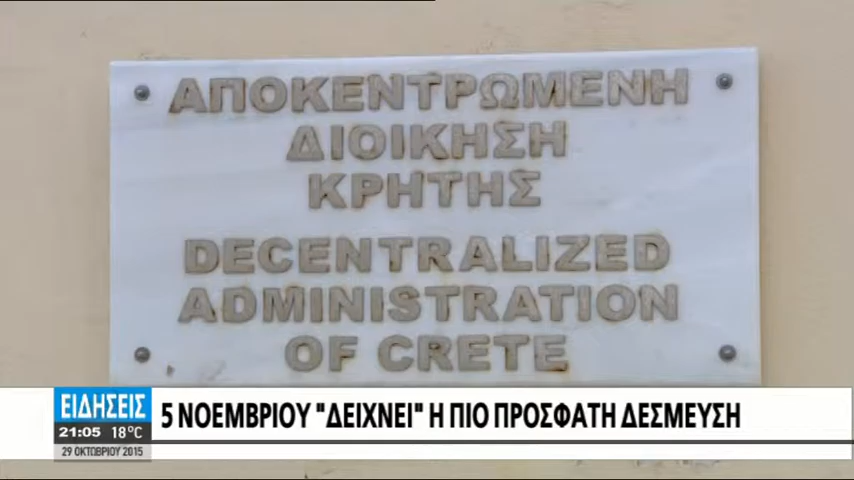 ΑΠΟΚΕΝΤΡΩΜΕΝΗ
ΔΙΟΙΚΗΣΗ
ΚΡΗΤΗΣ
DECENTRALIZED
ADMINISTRATION
OF CRETE
ΕΙΔΗΣΕΙΣ
21:05 18°C
29 ΟΚΤΩΒΡΙΟΥ 2015
5 ΝΟΕΜΒΡΙΟΥ "ΔΕΙΧΝΕΙ" Η ΠΙΟ ΠΡΟΣΦΑΤΗ ΔΕΣΜΕΥΣΗ